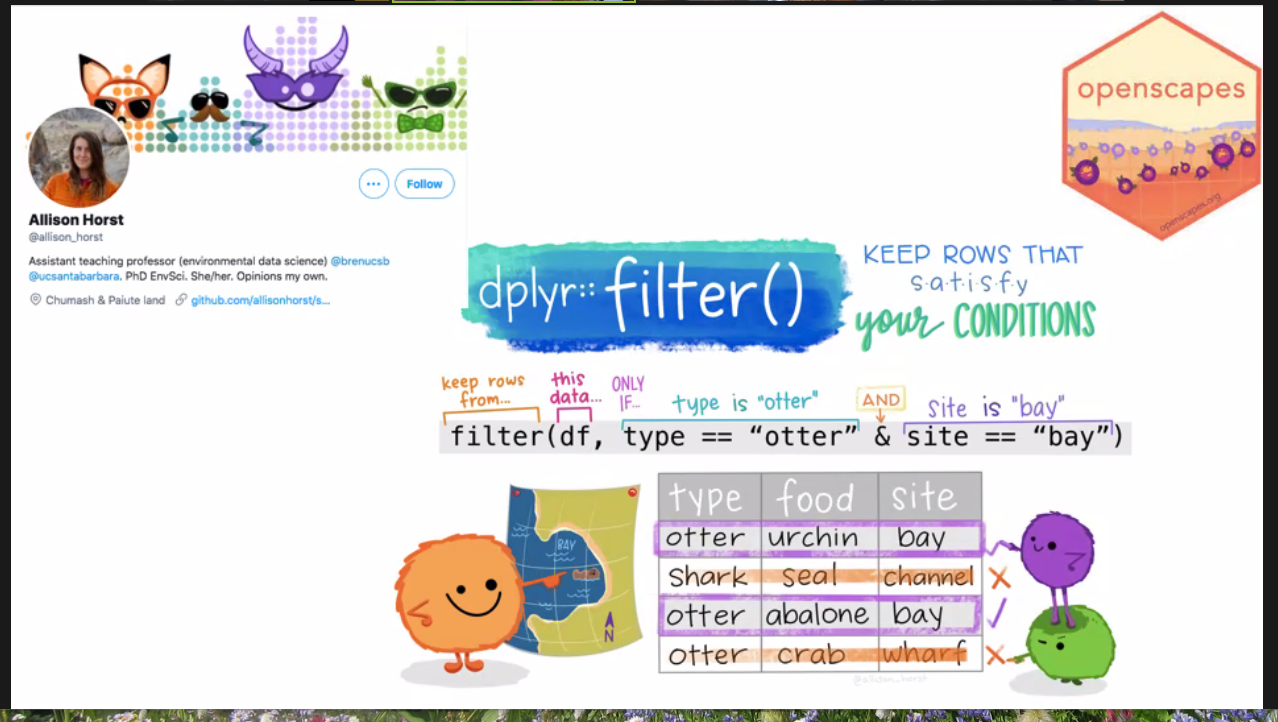 Follow
Allison Horst
@allison_horst
Assistant teaching professor (environmental data science) @brenucsb
@ucsantabarbara. PhD EnvSci. She/her. Opinions my own.
Chumash & Paiute land github.com/allisonhorst/s...
openscapes
openscapes.org
dplyr::filter()
KEEP ROWS THAT
s·a·t·i·s·f·y
your CONDITIONS
keep rows
from...
this
data...
ONLY
IF...
type is "otter"
AND
site is "bay"
filter(df, type == “otter” & site == “bay”)
BAY
N
type food site
otter urchin bay
shark seal channel
otter abalone bay
otter crab wharf
@allison_horst